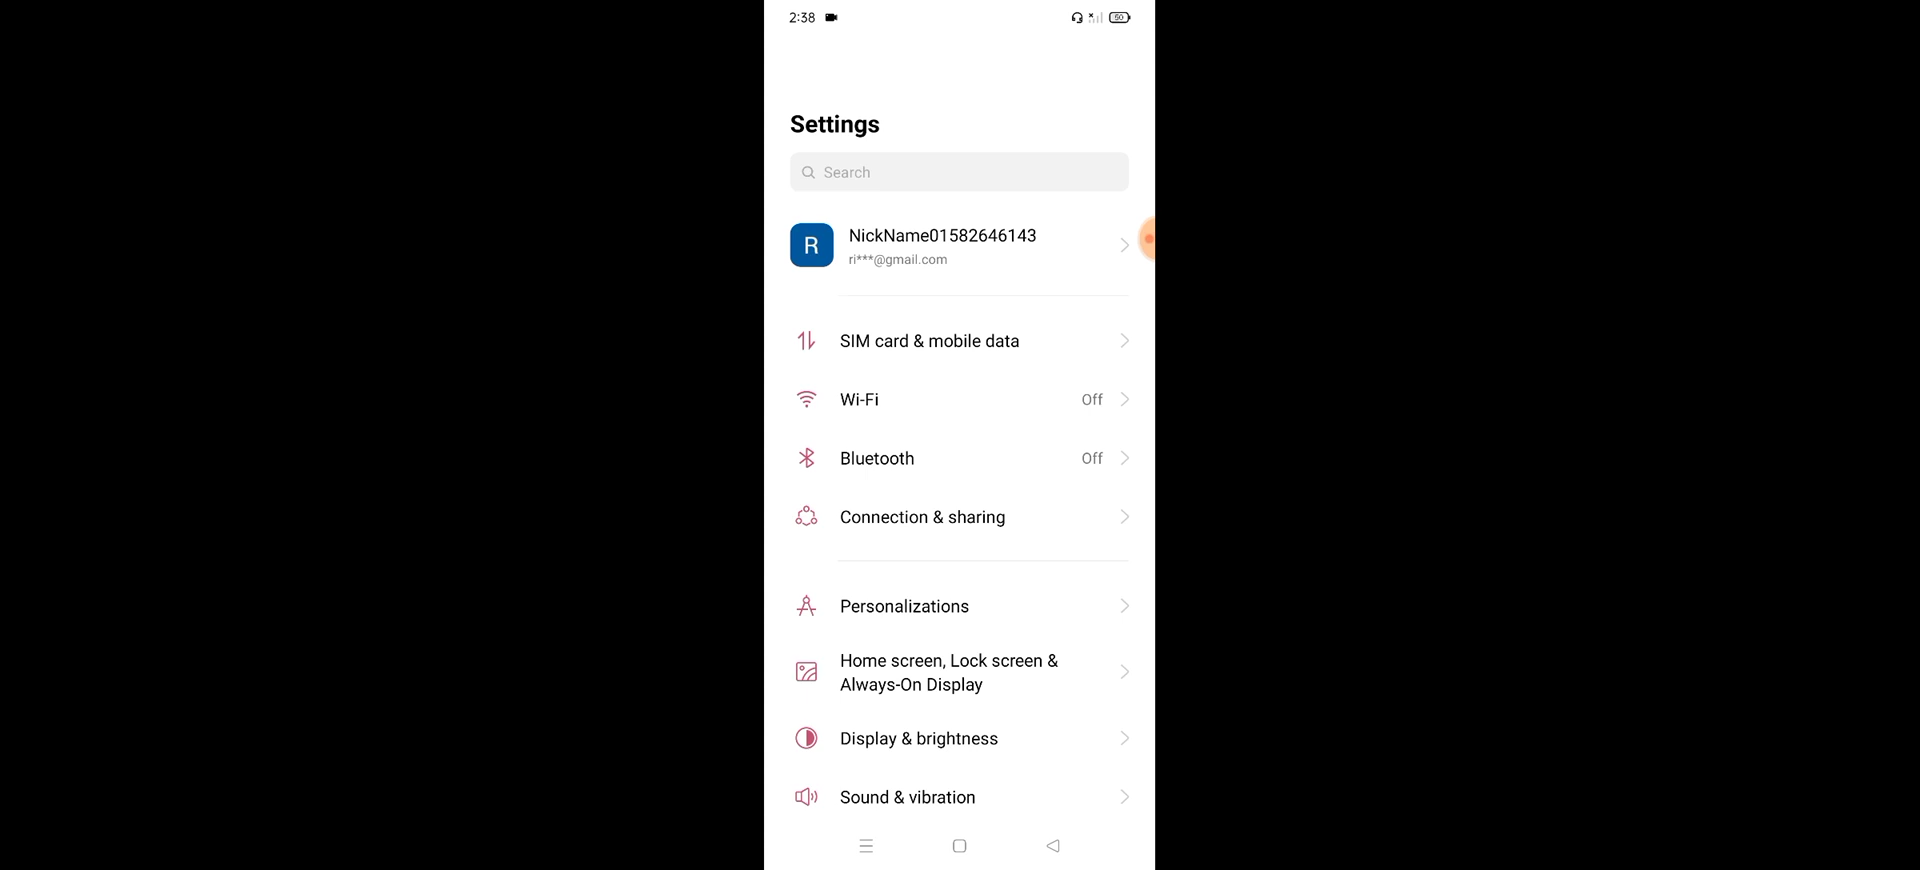 2:38
50
Settings
Search
R
NickName01582646143
ri***@gmail.com
SIM card & mobile data
Wi-Fi Off
Bluetooth Off
Connection & sharing
Personalizations
Home screen, Lock screen &
Always-On Display
Display & brightness
Sound & vibration